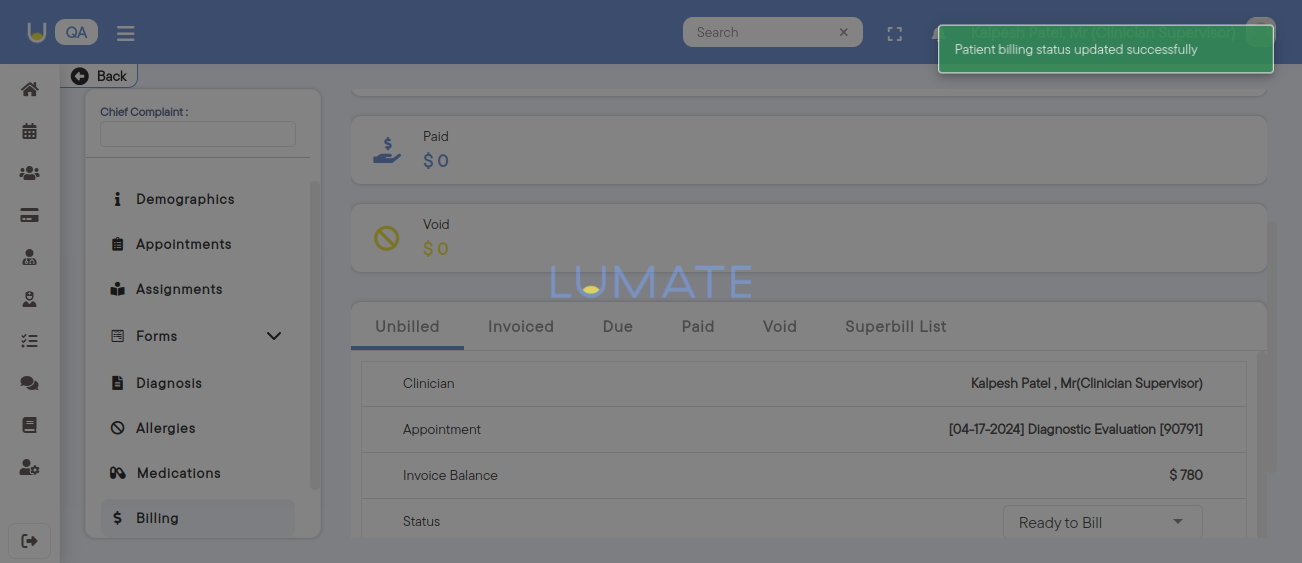 QA
Search
Kalpesh Patel, Mr (Clinician Supervisor)
Patient billing status updated successfully
Back
Chief Complaint :
Demographics
Appointments
Assignments
Forms
Diagnosis
Allergies
Medications
Billing
Paid
$ 0
Void
$ 0
LUMATE
Unbilled Invoiced Due Paid Void Superbill List
Clinician Kalpesh Patel , Mr(Clinician Supervisor)
Appointment [04-17-2024] Diagnostic Evaluation [90791]
Invoice Balance $ 780
Status Ready to Bill